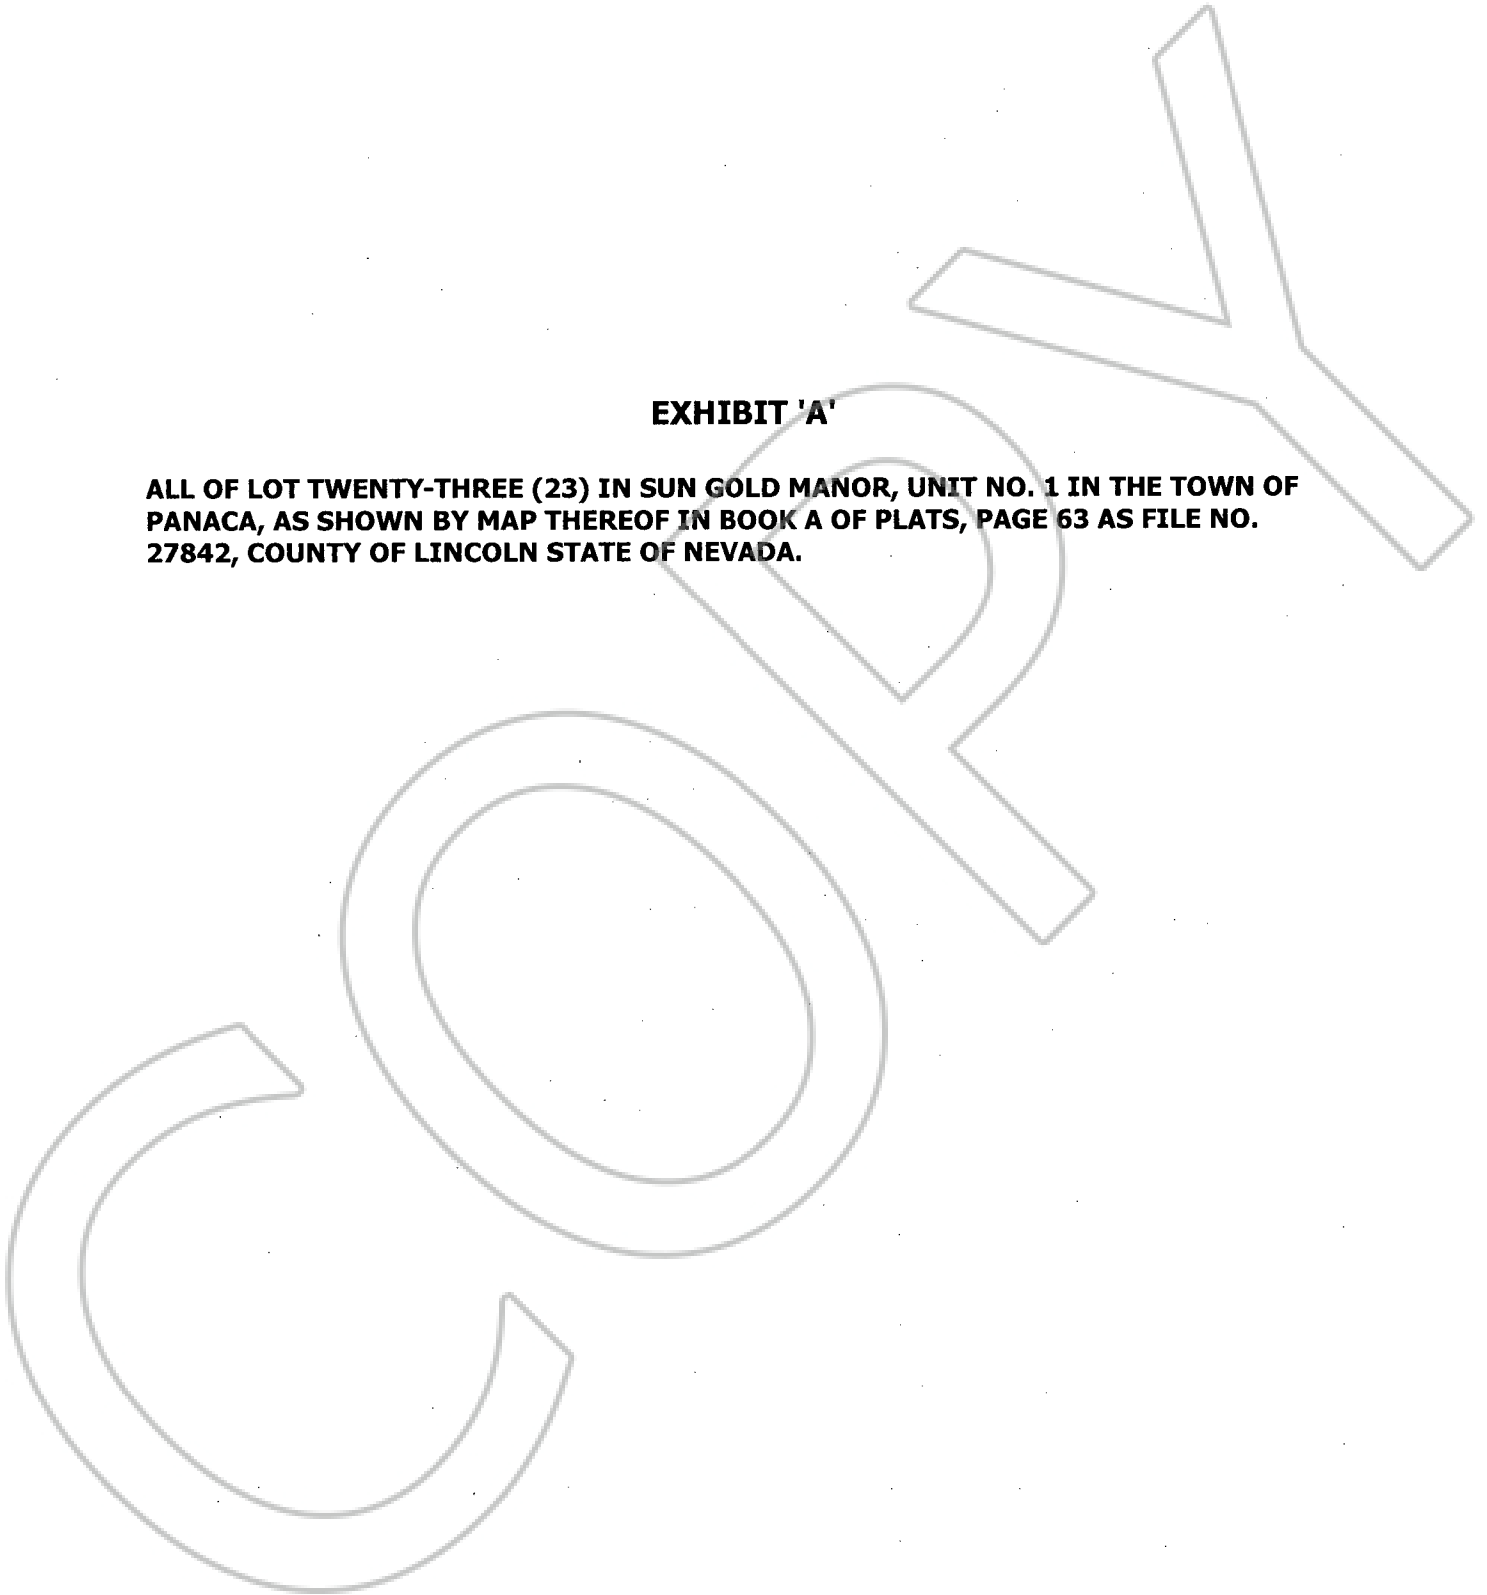 EXHIBIT 'A'
ALL OF LOT TWENTY-THREE (23) IN SUN GOLD MANOR, UNIT NO. 1 IN THE TOWN OF
PANACA, AS SHOWN BY MAP THEREOF IN BOOK A OF PLATS, PAGE 63 AS FILE NO.
27842, COUNTY OF LINCOLN STATE OF NEVADA.
COPY